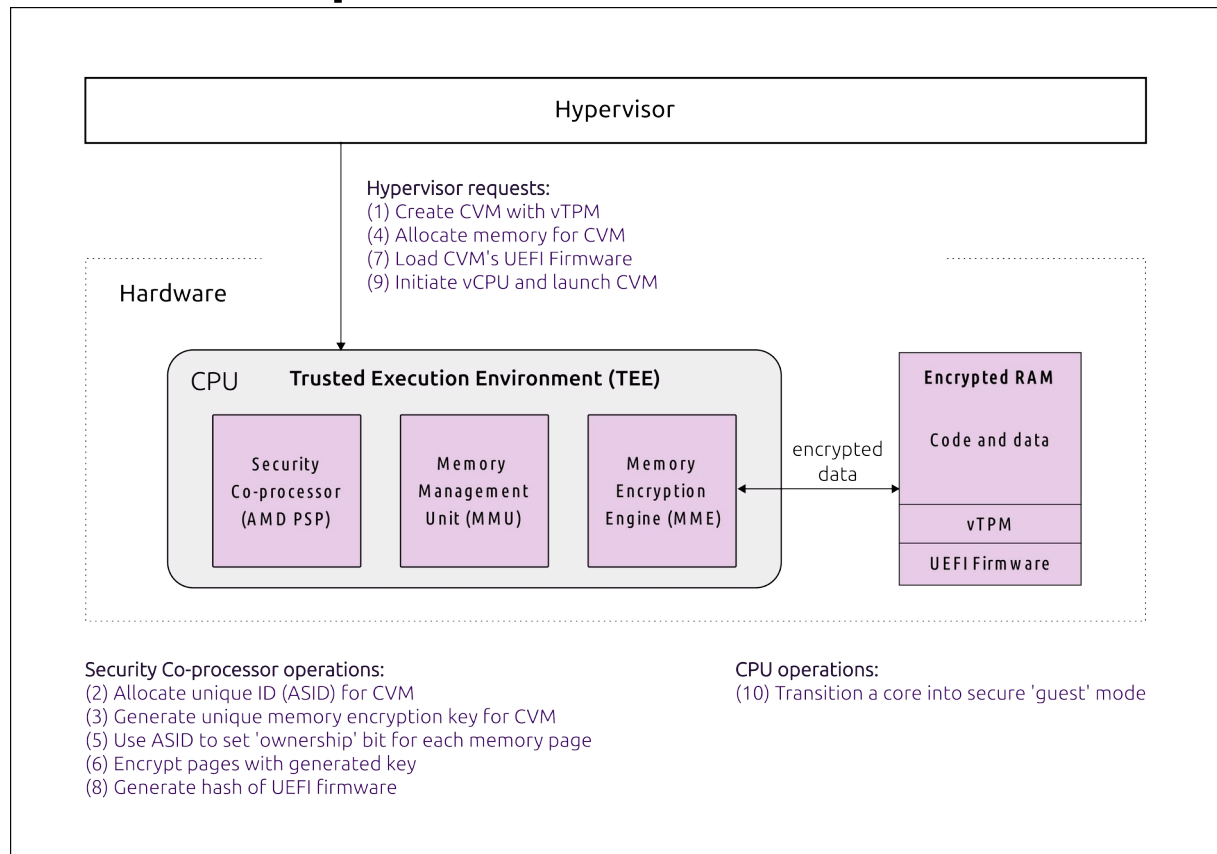 Hypervisor
Hypervisor requests:
(1) Create CVM with vTPM
(4) Allocate memory for CVM
(7) Load CVM's UEFI Firmware
(9) Initiate vCPU and launch CVM
Hardware
CPU
Trusted Execution Environment (TEE)
Security
Co-processor
(AMD PSP)
Memory
Management
Unit (MMU)
Memory
Encryption
Engine (MME)
encrypted
data
Encrypted RAM
Code and data
vTPM
UEFI Firmware
Security Co-processor operations:
(2) Allocate unique ID (ASID) for CVM
(3) Generate unique memory encryption key for CVM
(5) Use ASID to set 'ownership' bit for each memory page
(6) Encrypt pages with generated key
(8) Generate hash of UEFI firmware
CPU operations:
(10) Transition a core into secure 'guest' mode